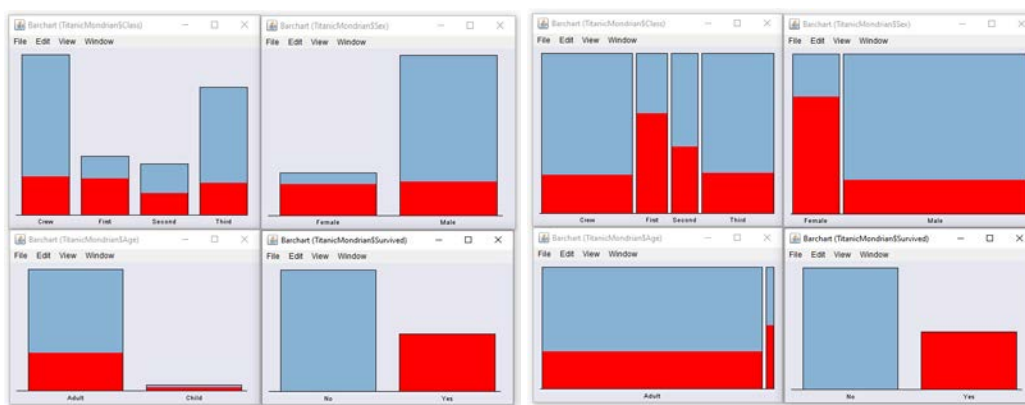 Barchart (TitanicMondrian$Class)
File Edit View Window
Crew First Second Third
Barchart (TitanicMondrian$Sex)
File Edit View Window
Female Male
Barchart (TitanicMondrian$Age)
File Edit View Window
Adult Child
Barchart (TitanicMondrian$Survived)
File Edit View Window
No Yes
Barchart (TitanicMondrian$Class)
File Edit View Window
Crew First Second Third
Barchart (TitanicMondrian$Sex)
File Edit View Window
Female Male
Barchart (TitanicMondrian$Age)
File Edit View Window
Adult
Barchart (TitanicMondrian$Survived)
File Edit View Window
No Yes